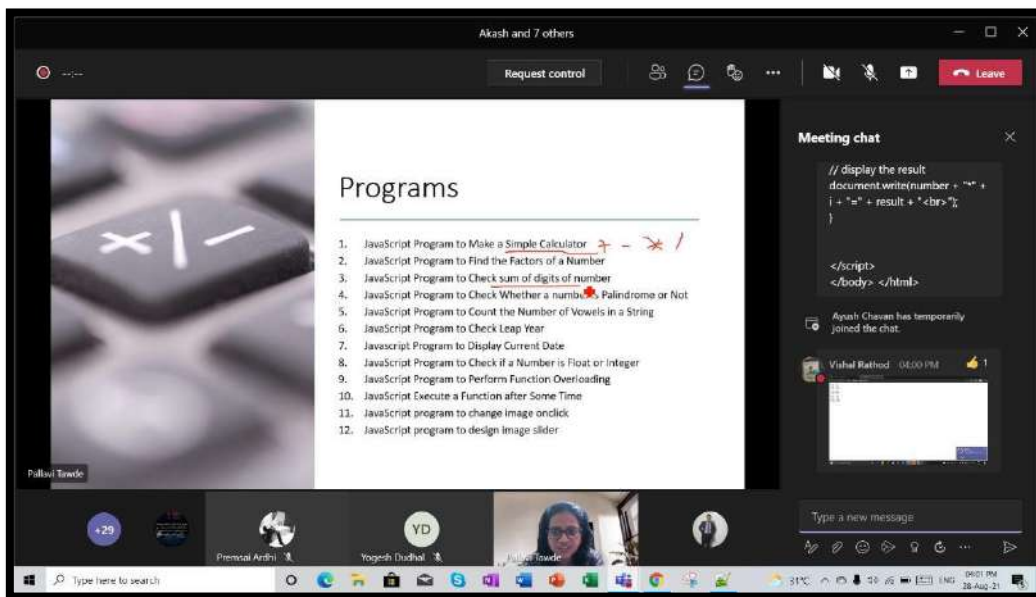 Akash and 7 others
--:--
Request control
Leave
Programs
1. JavaScript Program to Make a Simple Calculator + - * /
2. JavaScript Program to Find the Factors of a Number
3. JavaScript Program to Check sum of digits of number
4. JavaScript Program to Check Whether a number is Palindrome or Not
5. JavaScript Program to Count the Number of Vowels in a String
6. JavaScript Program to Check Leap Year
7. Javascript Program to Display Current Date
8. JavaScript Program to Check if a Number is Float or Integer
9. JavaScript Program to Perform Function Overloading
10. JavaScript Execute a Function after Some Time
11. JavaScript program to change image onclick
12. JavaScript program to design image slider
Pallavi Tawde
Meeting chat
// display the result
document.write(number + "*" +
i + "=" + result + "<br>");
}
</script>
</body> </html>
Ayush Chavan has temporarily
joined the chat.
Vishal Rathod 04:00 PM 1
Type a new message
+29
Premsai Ardhi
YD
Yogesh Dudhal
Pallavi Tawde
Type here to search
31°C
ENG
04:01 PM
28-Aug-21